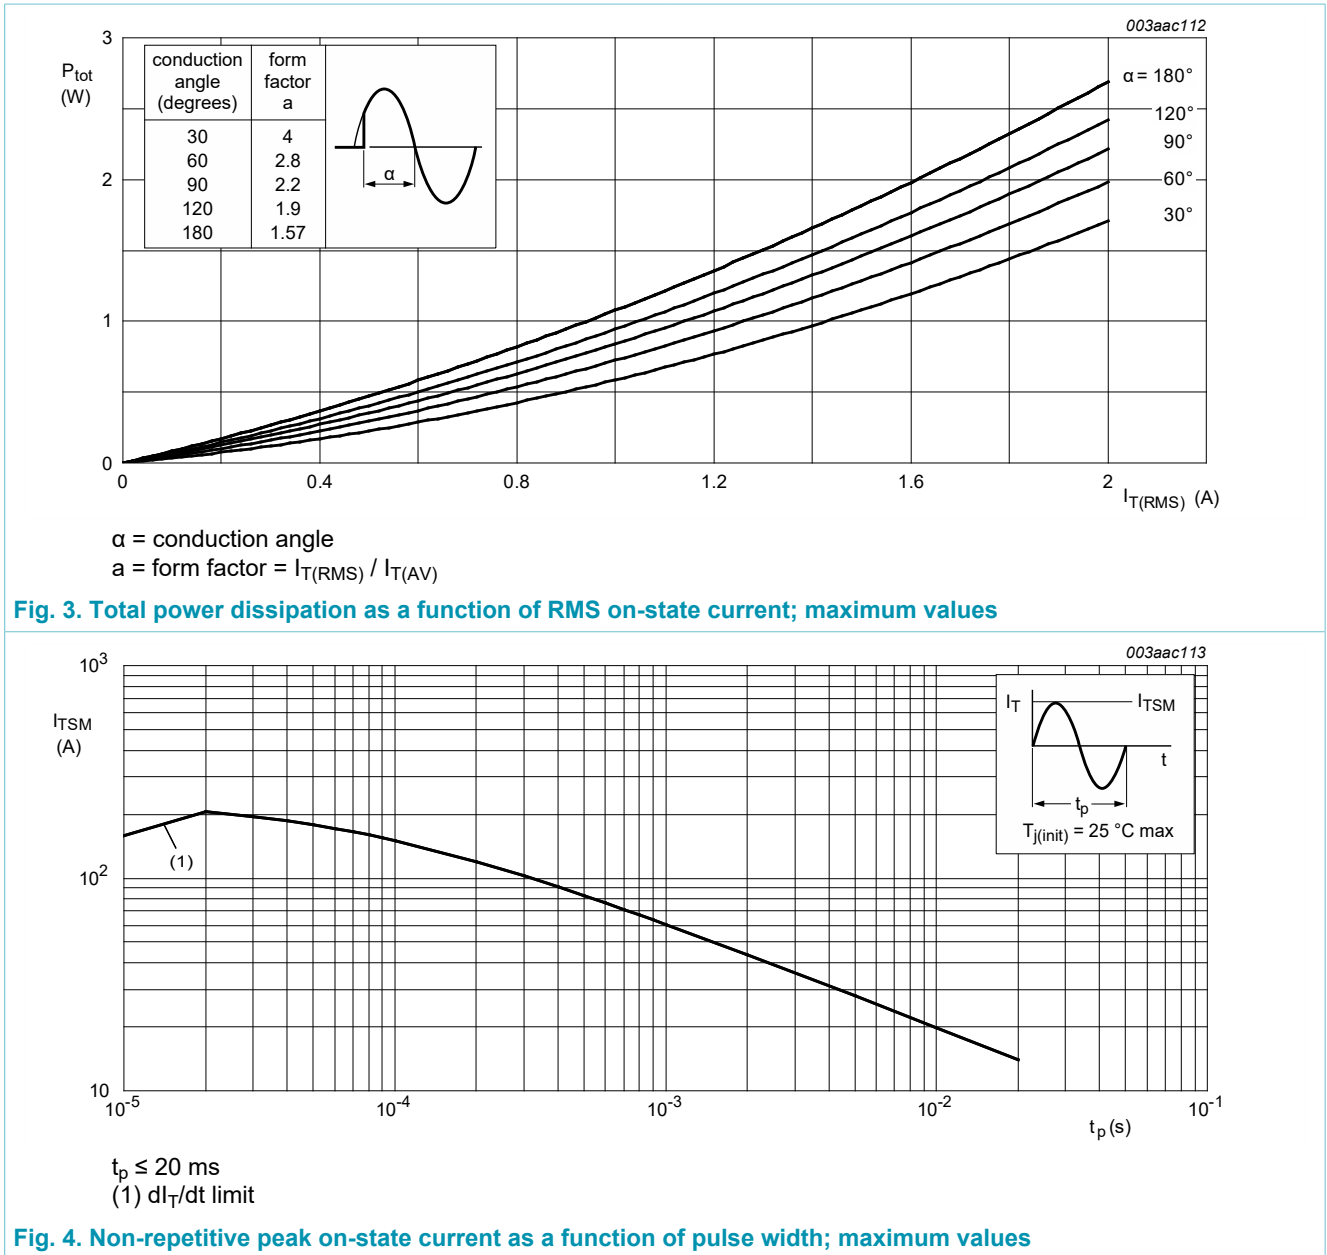 003aac112
3
Ptot
(W)
2
1
0
conduction angle (degrees) form factor a
30 4
60 2.8
90 2.2
120 1.9
180 1.57
α
α = 180°
120°
90°
60°
30°
0 0.4 0.8 1.2 1.6 2
IT(RMS) (A)
α = conduction angle
a = form factor = IT(RMS) / IT(AV)
Fig. 3. Total power dissipation as a function of RMS on-state current; maximum values
003aac113
10³
ITSM
(A)
10²
10
(1)
IT ITSM
t
tp
Tj(init) = 25 °C max
10-5 10-4 10-3 10-2 10-1
tp (s)
tp ≤ 20 ms
(1) dIT/dt limit
Fig. 4. Non-repetitive peak on-state current as a function of pulse width; maximum values